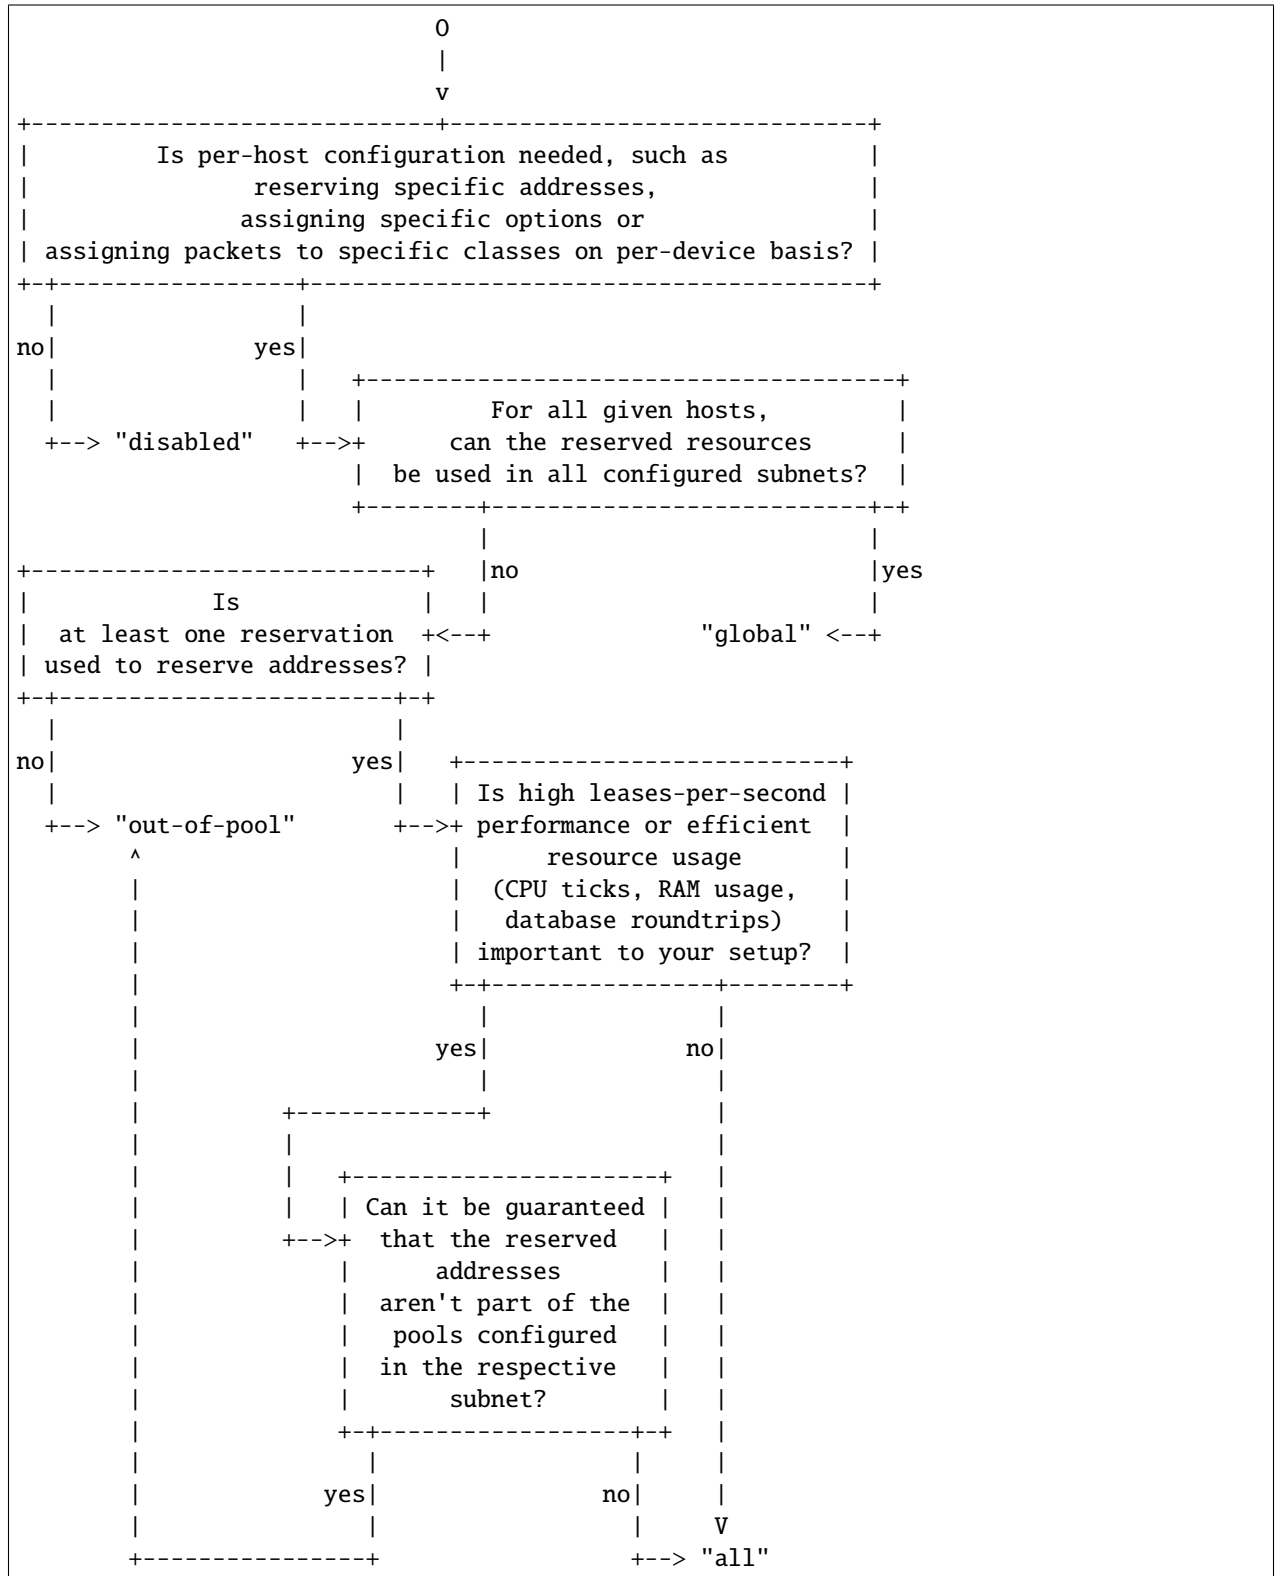 O
|
v
+-----------------------------+------------------------------+
|         Is per-host configuration needed, such as          |
|                reserving specific addresses,               |
|               assigning specific options or                |
| assigning packets to specific classes on per-device basis? |
+-+-----------------+----------------------------------------+
  |                 |
no|              yes|
  |                 |   +--------------------------------------+
  |                 |   |         For all given hosts,         |
  +--> "disabled"   +-->+      can the reserved resources      |
                        |  be used in all configured subnets?  |
                        +--------+---------------------------+-+
                                 |                           |
+----------------------------+   |no                         |yes
|             Is             |   |                           |
|  at least one reservation  +<--+               "global" <--+
| used to reserve addresses? |
+-+------------------------+-+
  |                        |
no|                     yes|   +---------------------------+
  |                        |   | Is high leases-per-second |
  +--> "out-of-pool"       +-->+ performance or efficient  |
        ^                      |      resource usage       |
        |                      |  (CPU ticks, RAM usage,   |
        |                      |   database roundtrips)    |
        |                      | important to your setup?  |
        |                      +-+----------------+--------+
        |                        |                |
        |                     yes|              no|
        |                        |                |
        |          +-------------+                |
        |          |                              |
        |          |   +----------------------+   |
        |          |   | Can it be guaranteed |   |
        |          +-->+  that the reserved   |   |
        |              |      addresses       |   |
        |              |  aren't part of the  |   |
        |              |   pools configured   |   |
        |              |  in the respective   |   |
        |              |       subnet?        |   |
        |              +-+------------------+-+   |
        |                |                  |     |
        |             yes|                no|     |
        |                |                  |     V
        +----------------+                  +--> "all"